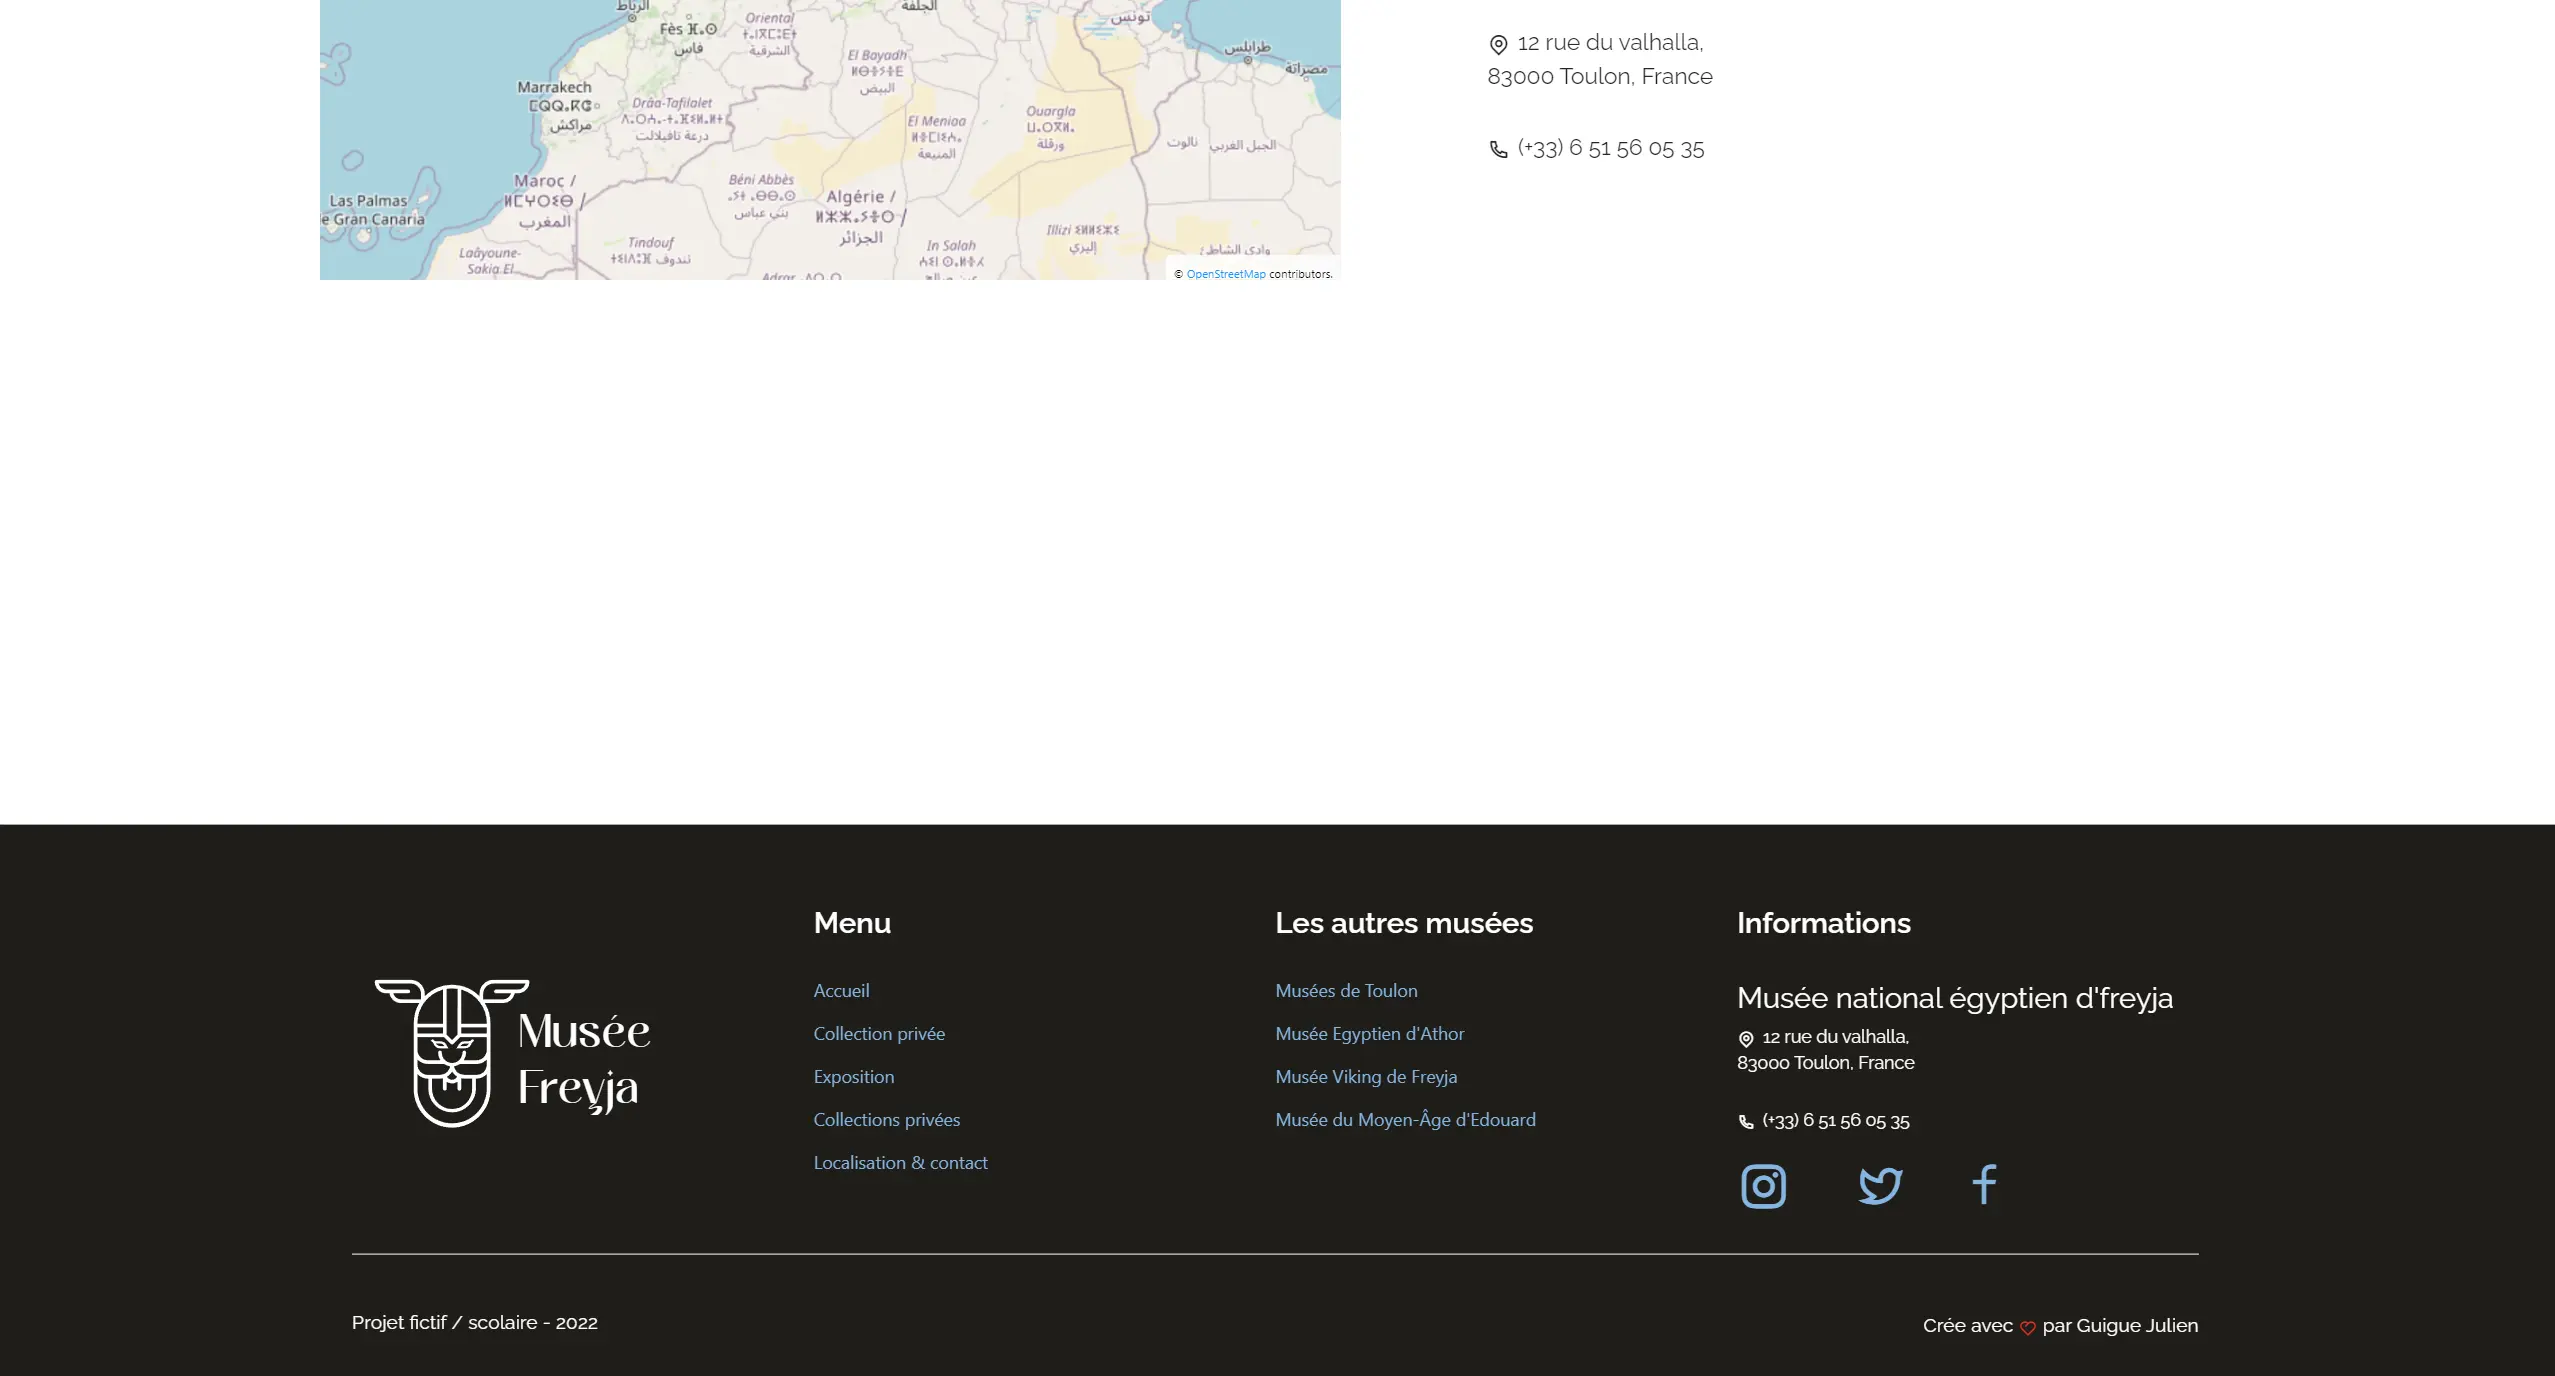 الرباط
الجلفة
Oriental
ⵜⵓⵏⵙ
Fès ⴼⴰⵙ
فاس
الشرقية
تونس
El Bayadh
البيض
طرابلس
مصراتة
Marrakech
مراكش
Drâa-Tafilalet
درعة تافيلالت
El Meniaa
المنيعة
Ouargla
ورقلة
نالوت
الجبل الغربي
Las Palmas
e Gran Canaria
Maroc /
ⵍⵎⵖⵔⵉⴱ /
المغرب
Béni Abbès
بني عباس
Algérie /
الجزائر
Laâyoune-
Sakia El
Tindouf
تندوف
In Salah
عين صالح
Illizi
إليزي
وادي الشاطئ
Adrar
© OpenStreetMap contributors.
12 rue du valhalla,
83000 Toulon, France
(+33) 6 51 56 05 35
Musée
Freyja
Menu
Accueil
Collection privée
Exposition
Collections privées
Localisation & contact
Les autres musées
Musées de Toulon
Musée Egyptien d'Athor
Musée Viking de Freyja
Musée du Moyen-Âge d'Edouard
Informations
Musée national égyptien d'freyja
12 rue du valhalla,
83000 Toulon, France
(+33) 6 51 56 05 35
Projet fictif / scolaire - 2022
Crée avec par Guigue Julien